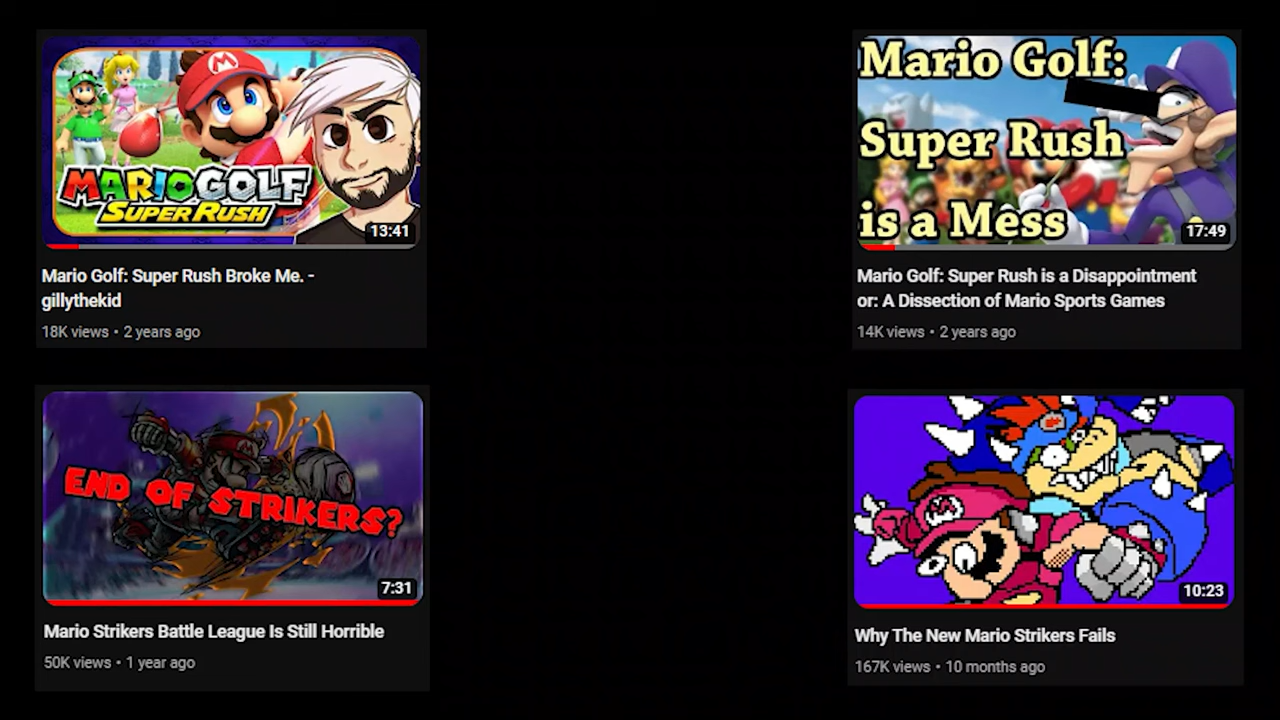 MARIO GOLF
SUPER RUSH
13:41
Mario Golf: Super Rush Broke Me. -
gillythekid
18K views • 2 years ago
Mario Golf:
Super Rush
is a Mess
17:49
Mario Golf: Super Rush is a Disappointment
or: A Dissection of Mario Sports Games
14K views • 2 years ago
END OF STRIKERS?
7:31
Mario Strikers Battle League Is Still Horrible
50K views • 1 year ago
10:23
Why The New Mario Strikers Fails
167K views • 10 months ago